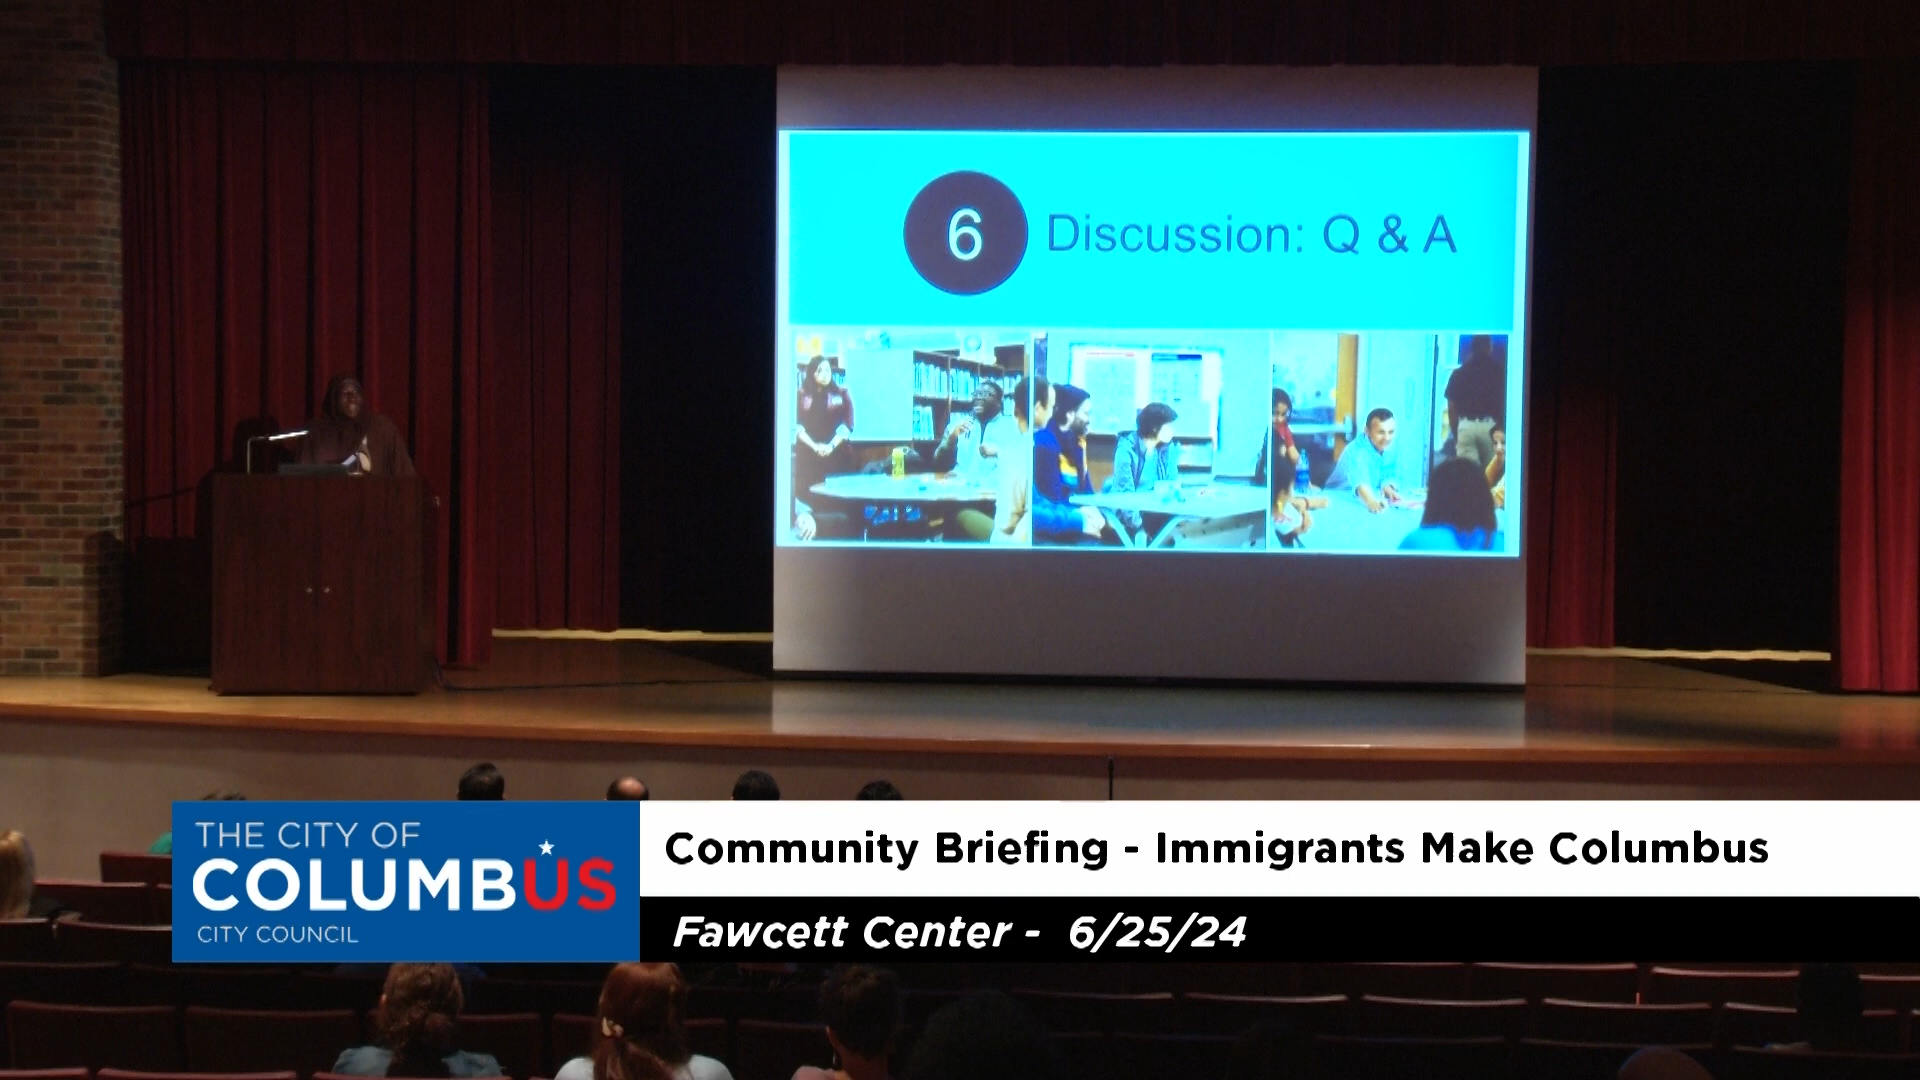 6 Discussion: Q & A
THE CITY OF
COLUMBUS
CITY COUNCIL
Community Briefing - Immigrants Make Columbus
Fawcett Center - 6/25/24